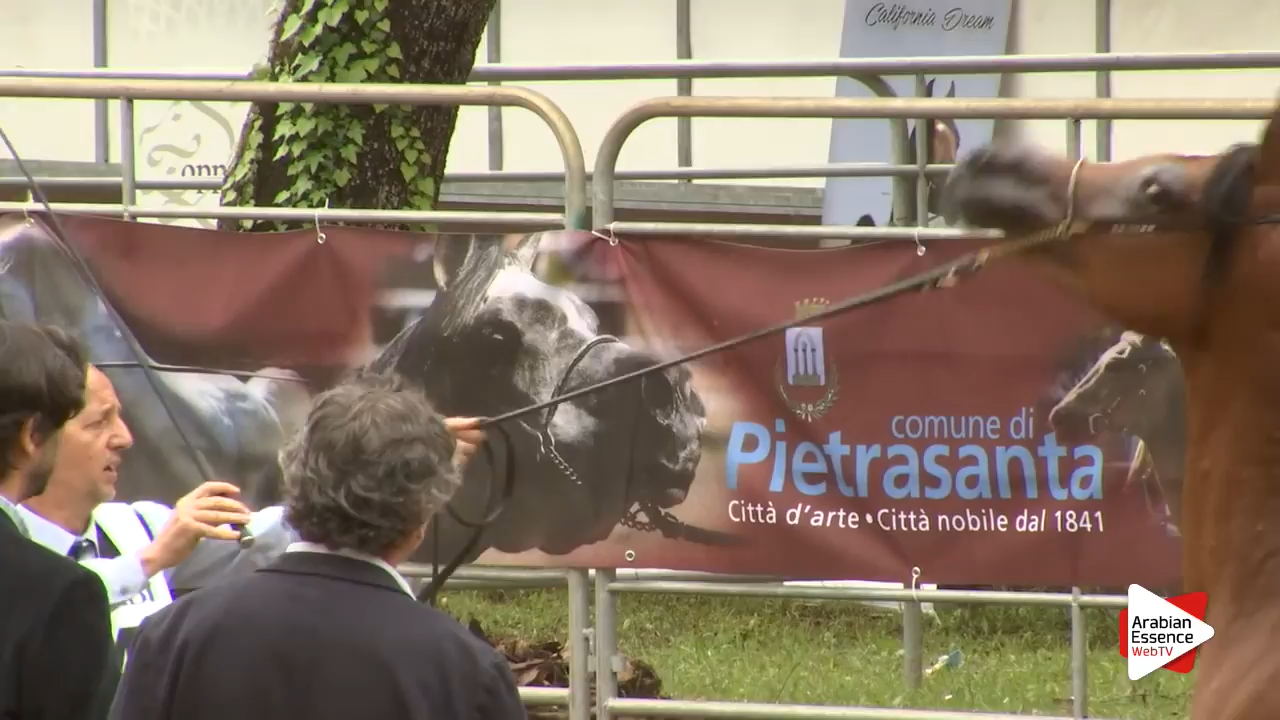 California Dream
comune di
Pietrasanta
Città d'arte • Città nobile dal 1841
Arabian
Essence
WebTV